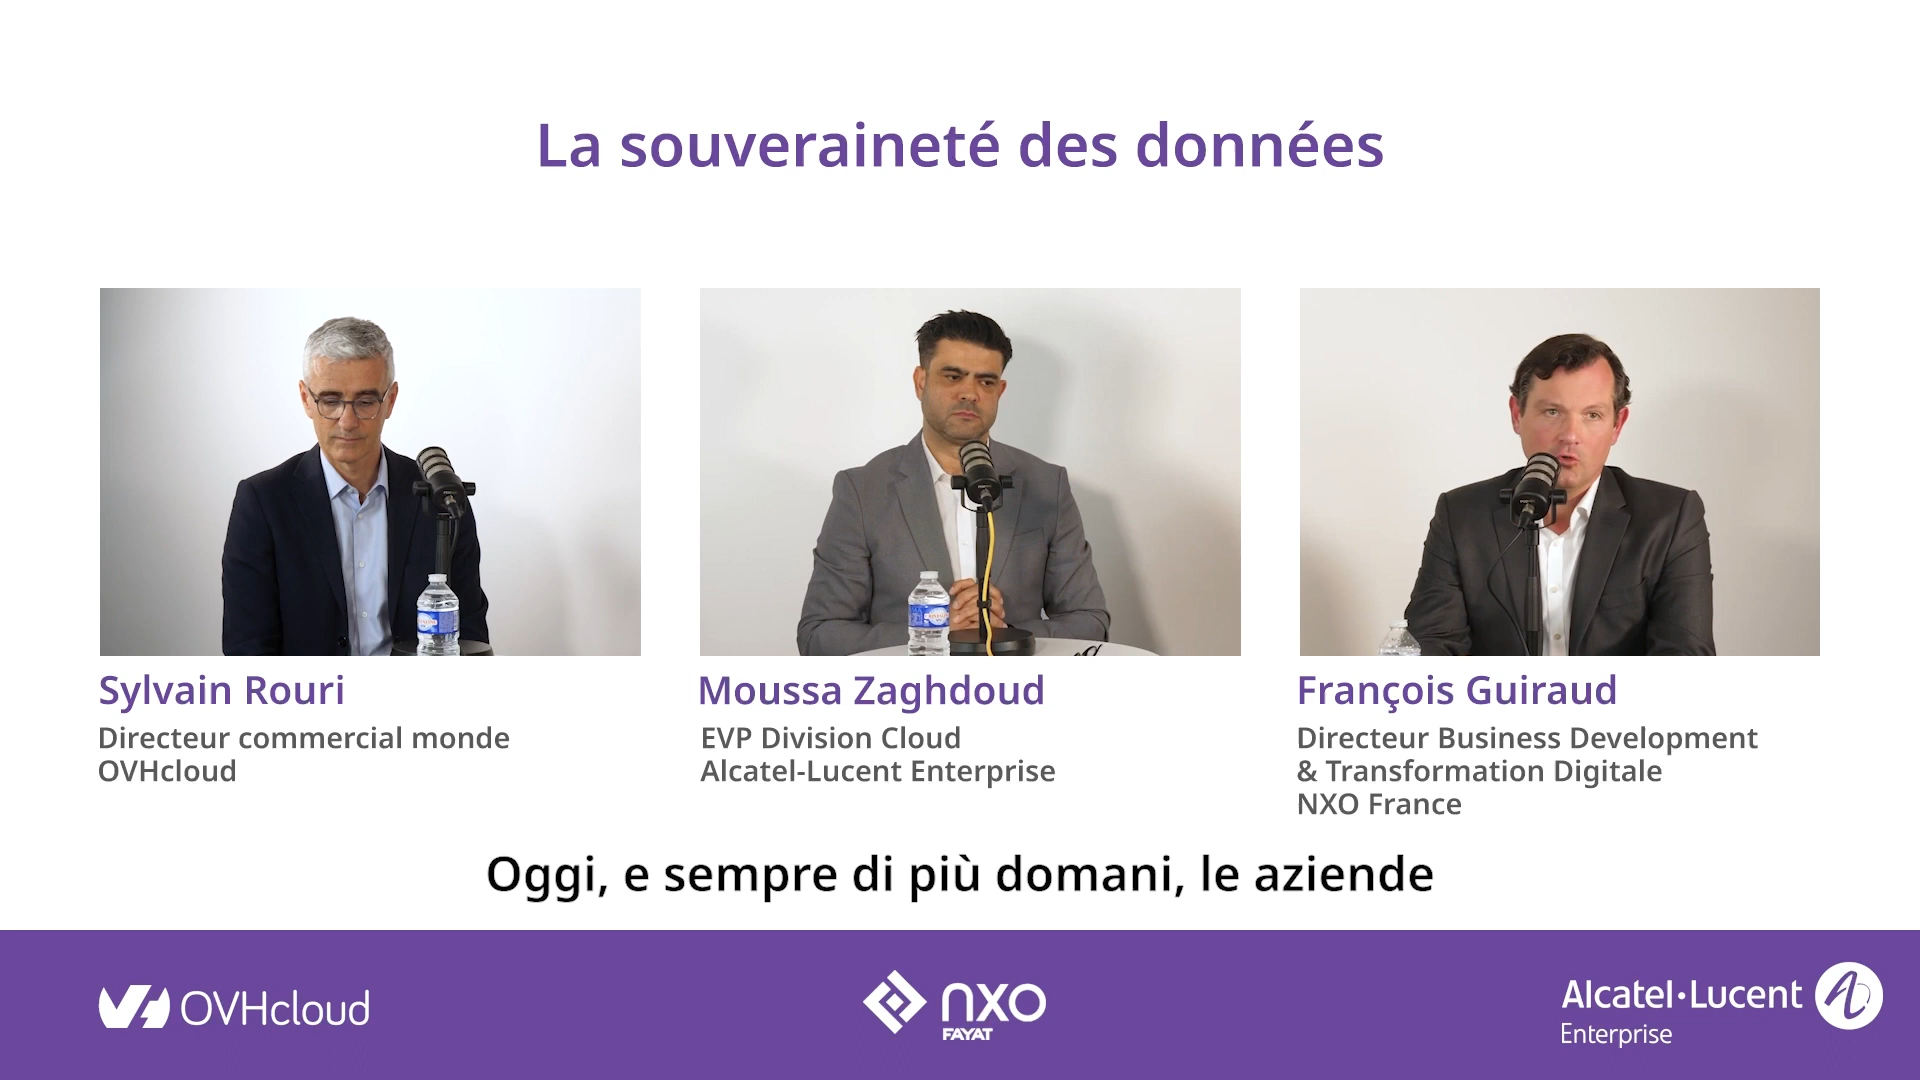 La souveraineté des données
Sylvain Rouri
Directeur commercial monde
OVHcloud
Moussa Zaghdoud
EVP Division Cloud
Alcatel-Lucent Enterprise
François Guiraud
Directeur Business Development
& Transformation Digitale
NXO France
Oggi, e sempre di più domani, le aziende
OVHcloud
nxo
FAYAT
Alcatel·Lucent
Enterprise